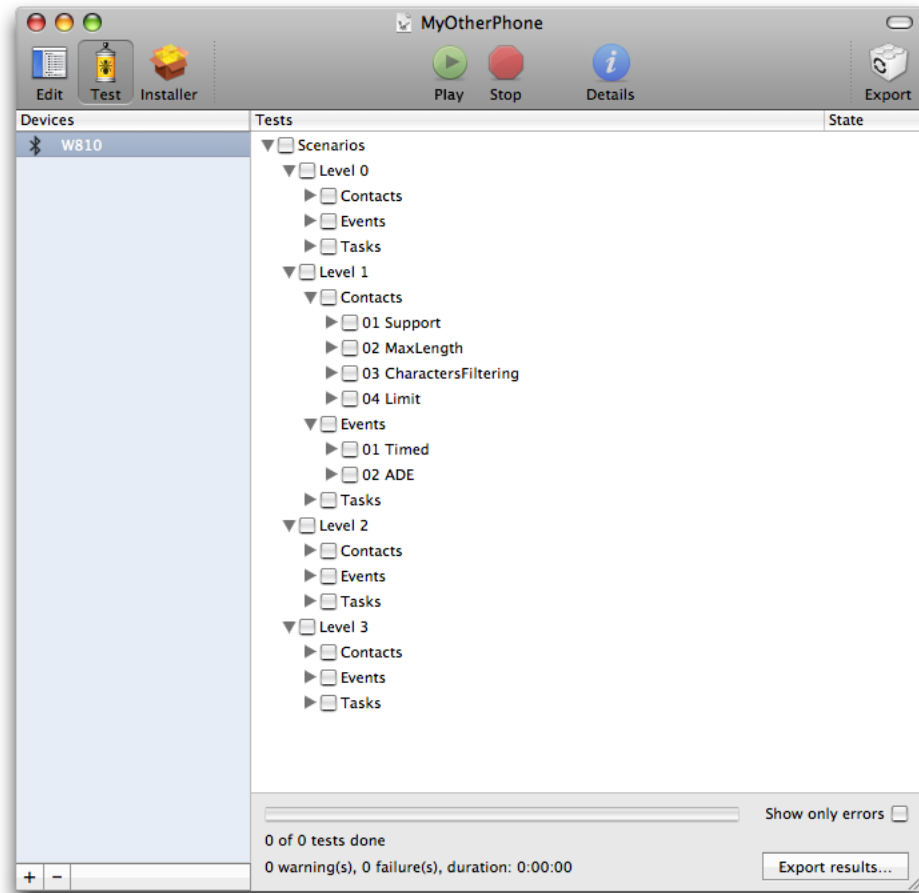 MyOtherPhone
Edit Test Installer Play Stop Details Export
Devices Tests State
W810
Scenarios
Level 0
Contacts
Events
Tasks
Level 1
Contacts
01 Support
02 MaxLength
03 CharactersFiltering
04 Limit
Events
01 Timed
02 ADE
Tasks
Level 2
Contacts
Events
Tasks
Level 3
Contacts
Events
Tasks
Show only errors
0 of 0 tests done
0 warning(s), 0 failure(s), duration: 0:00:00
Export results...
+ −